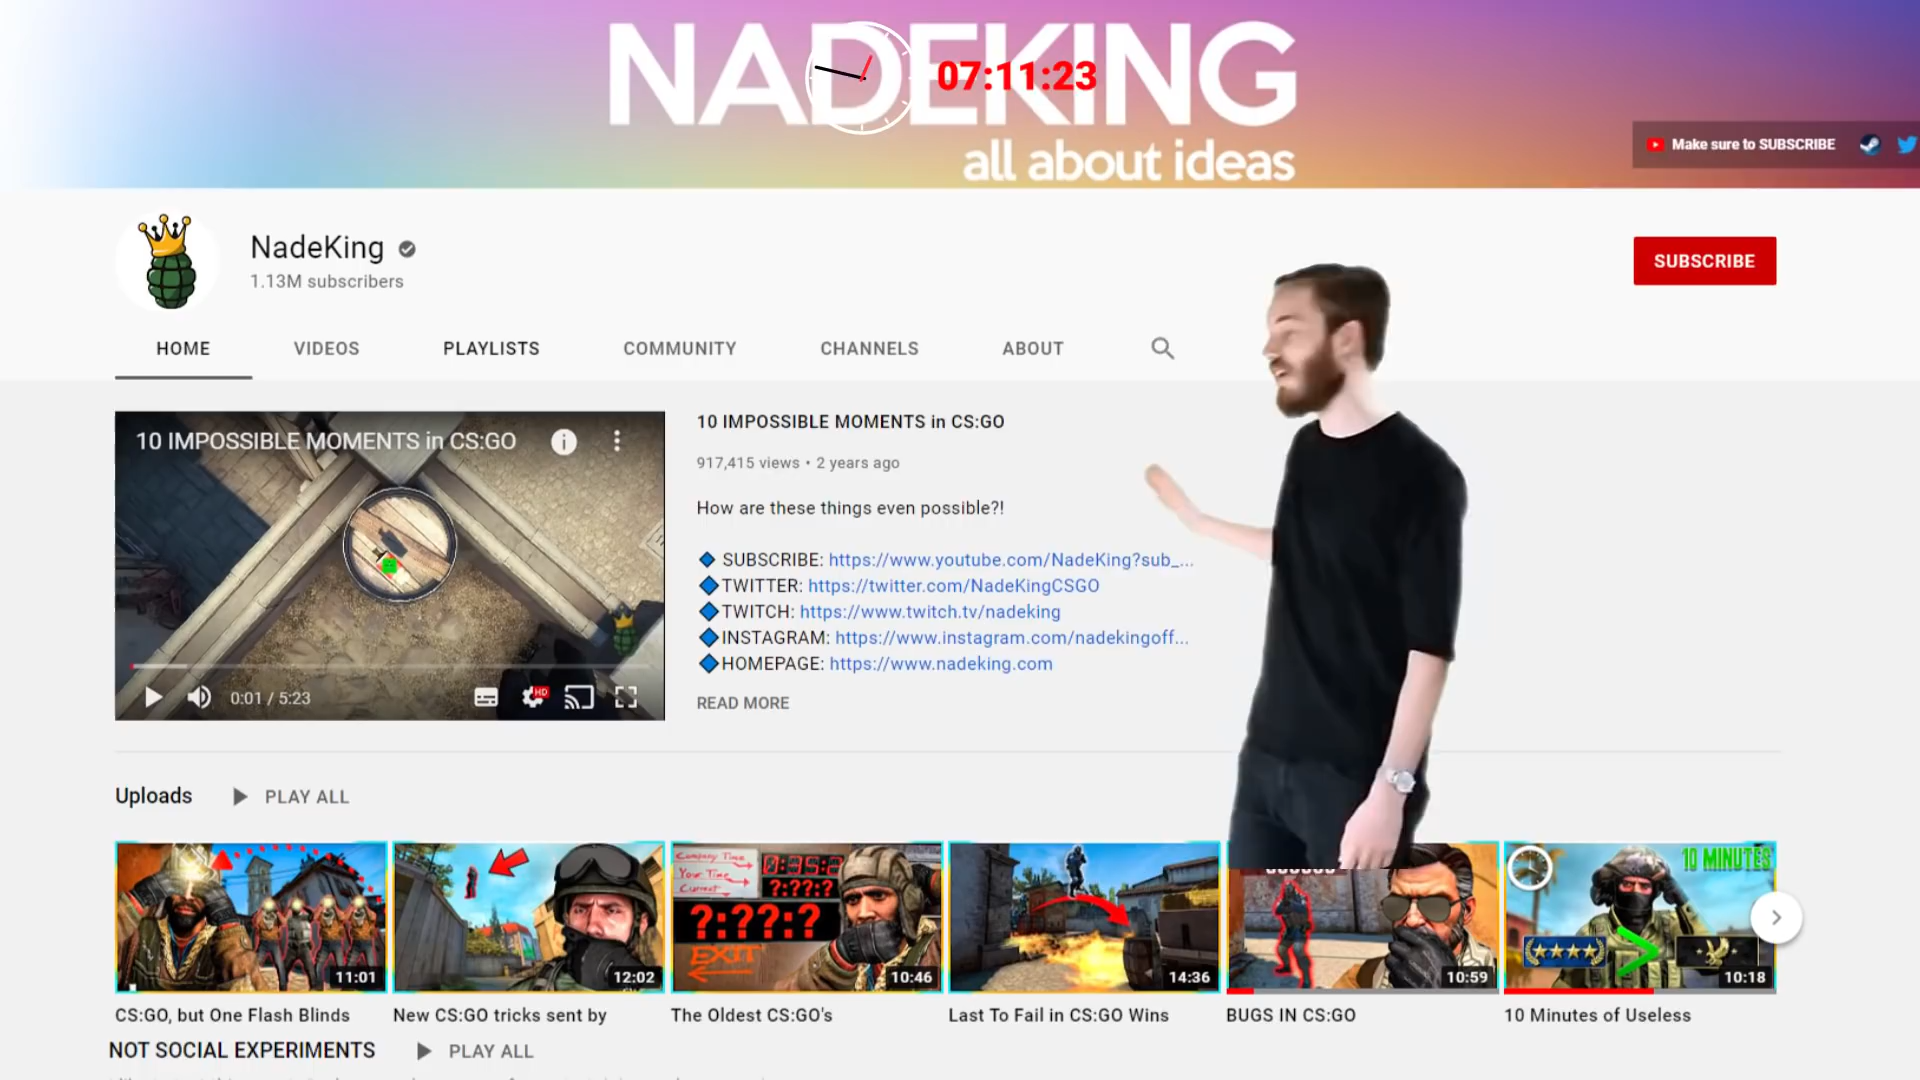 NADEKING
07:11:23
all about ideas
Make sure to SUBSCRIBE
NadeKing
1.13M subscribers
SUBSCRIBE
HOME
VIDEOS
PLAYLISTS
COMMUNITY
CHANNELS
ABOUT
10 IMPOSSIBLE MOMENTS in CS:GO
0:01 / 5:23
HD
10 IMPOSSIBLE MOMENTS in CS:GO
917,415 views • 2 years ago
How are these things even possible?!
SUBSCRIBE: https://www.youtube.com/NadeKing?sub_...
TWITTER: https://twitter.com/NadeKingCSGO
TWITCH: https://www.twitch.tv/nadeking
INSTAGRAM: https://www.instagram.com/nadekingoff...
HOMEPAGE: https://www.nadeking.com
READ MORE
Uploads
PLAY ALL
11:01
12:02
Company Time
Your Time
Current
?:??:?
?:??:?
EXIT
10:46
14:36
10:59
10 MINUTES
10:18
CS:GO, but One Flash Blinds
New CS:GO tricks sent by
The Oldest CS:GO's
Last To Fail in CS:GO Wins
BUGS IN CS:GO
10 Minutes of Useless
NOT SOCIAL EXPERIMENTS
PLAY ALL